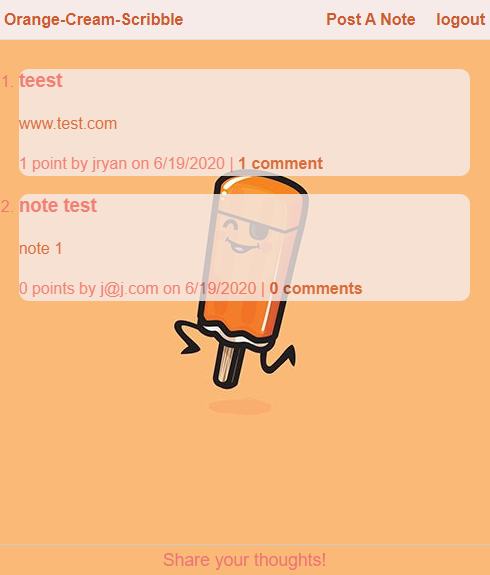 Orange-Cream-Scribble Post A Note logout
1. teest
www.test.com
1 point by jryan on 6/19/2020 | 1 comment
2. note test
note 1
0 points by j@j.com on 6/19/2020 | 0 comments
Share your thoughts!